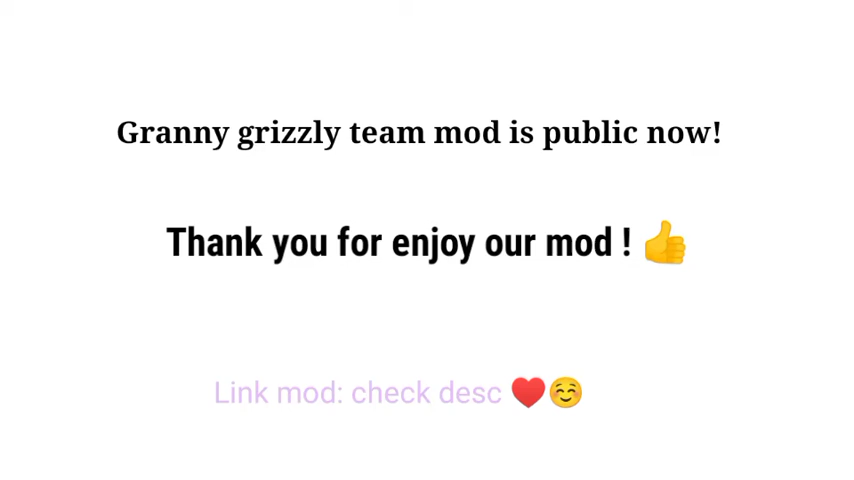 Granny grizzly team mod is public now!
Thank you for enjoy our mod ! 👍
Link mod: check desc ❤️☺️